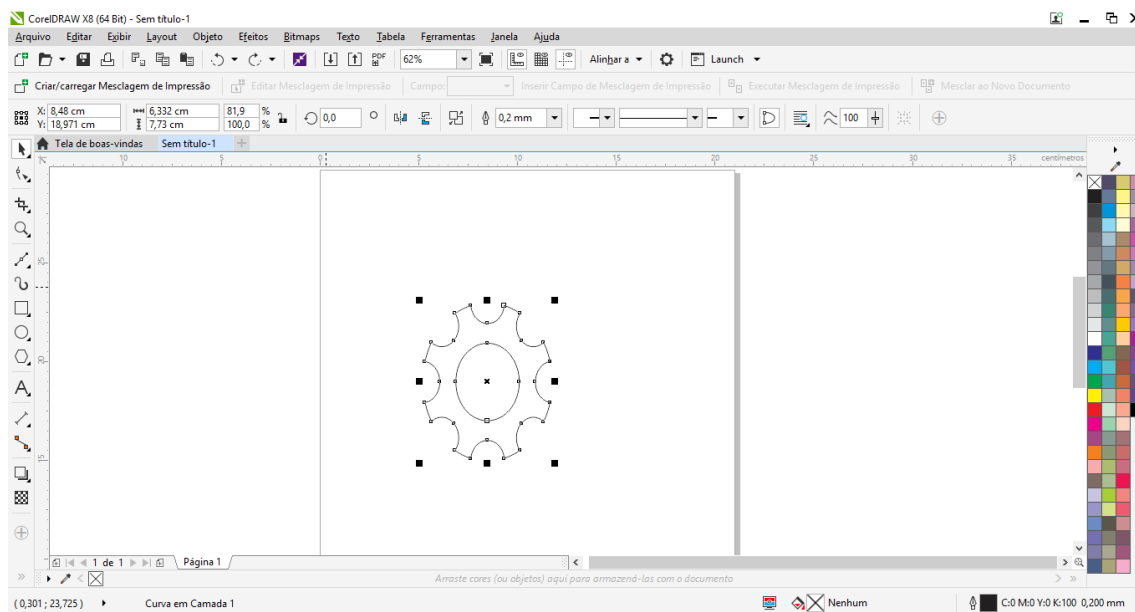 CorelDRAW X8 (64 Bit) - Sem título-1
Arquivo Editar Exibir Layout Objeto Efeitos Bitmaps Texto Tabela Ferramentas Janela Ajuda
PDF 62% Alinhar a Launch
Criar/carregar Mesclagem de Impressão Editar Mesclagem de Impressão Campo: Inserir Campo de Mesclagem de Impressão Executar Mesclagem de Impressão Mesclar ao Novo Documento
X: 8,48 cm 6,332 cm 81,9 % 0,0 ° 0,2 mm 100
Y: 18,971 cm 7,73 cm 100,0 %
Tela de boas-vindas Sem título-1
10 5 0 5 10 15 20 25 30 35 centímetros
25
20
15
1 de 1 Página 1
Arraste cores (ou objetos) aqui para armazená-las com o documento
( 0,301 ; 23,725 ) Curva em Camada 1 Nenhum C:0 M:0 Y:0 K:100 0,200 mm